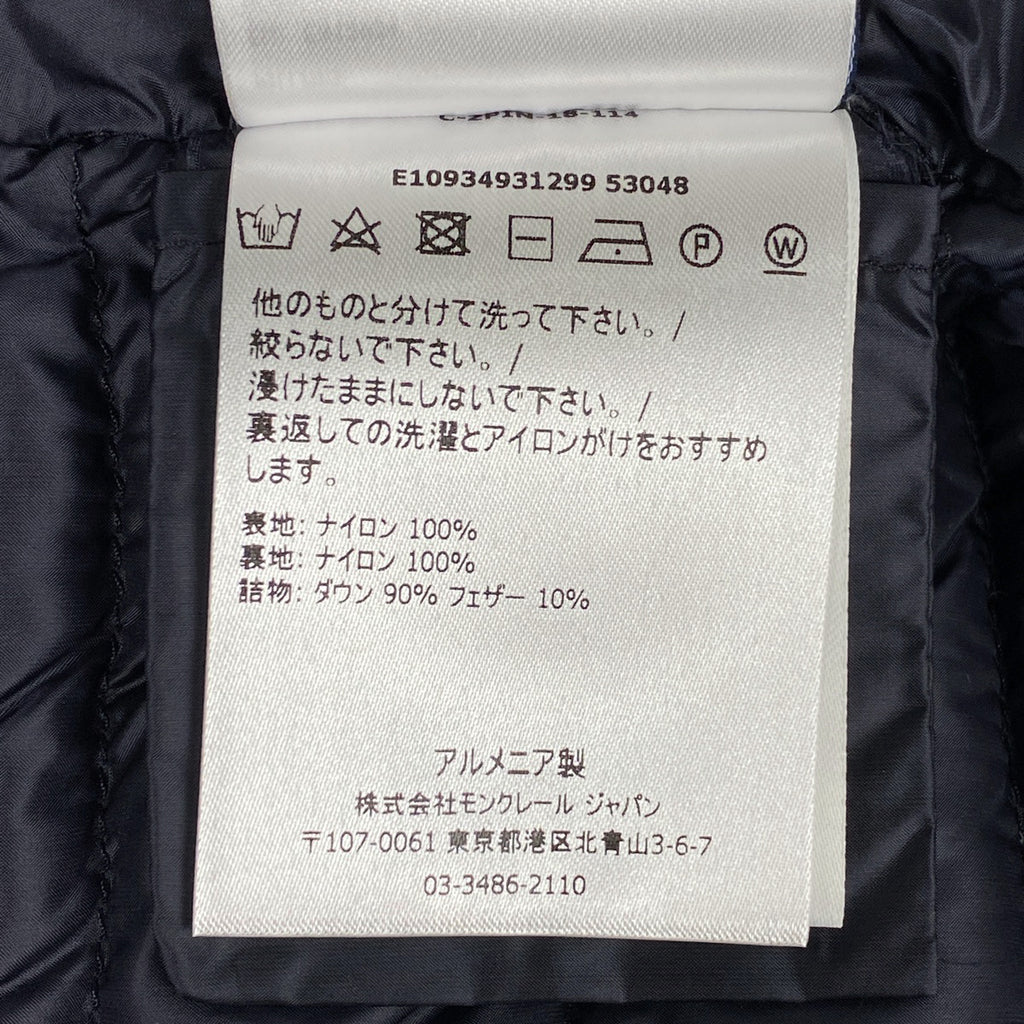 C-ZPIN-18-114
E10934931299 53048
P W
他のものと分けて洗って下さい。/
絞らないで下さい。/
浸けたままにしないで下さい。/
裏返しての洗濯とアイロンがけをおすすめ
します。
表地: ナイロン 100%
裏地: ナイロン 100%
詰物: ダウン 90% フェザー 10%
アルメニア製
株式会社モンクレール ジャパン
〒107-0061 東京都港区北青山3-6-7
03-3486-2110